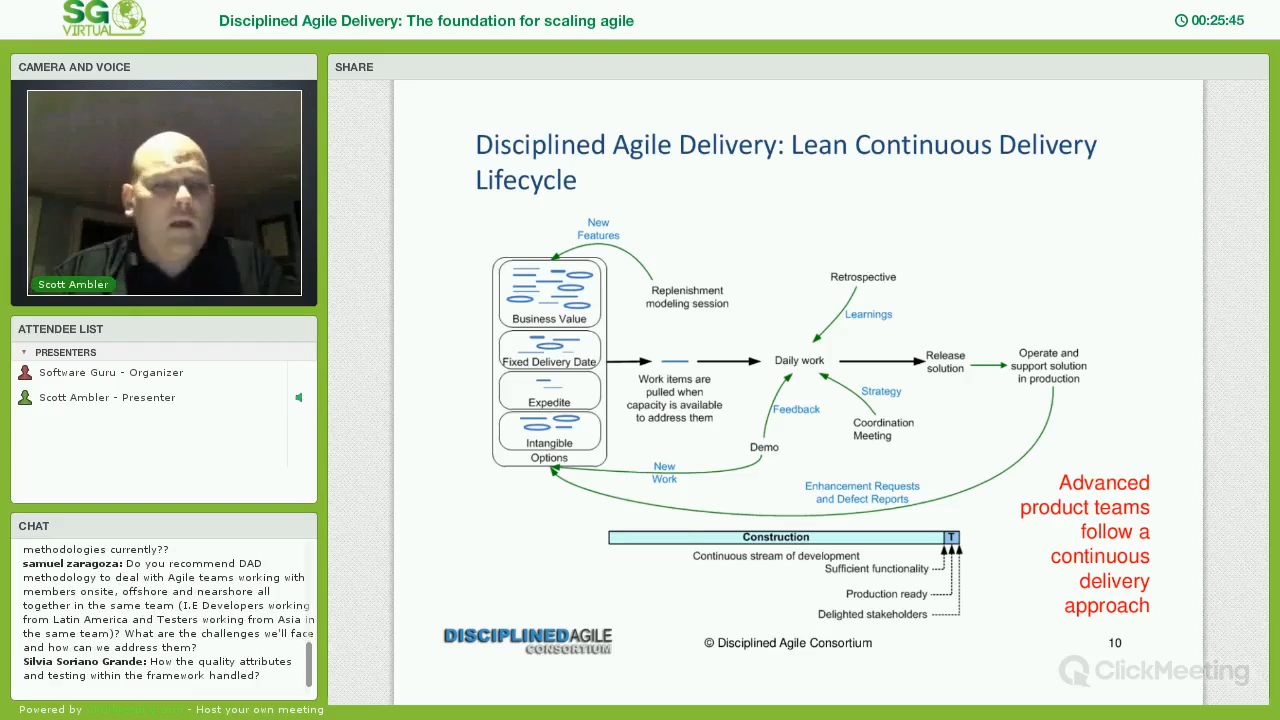 SG
VIRTUAL
Disciplined Agile Delivery: The foundation for scaling agile
00:25:45
CAMERA AND VOICE
Scott Ambler
ATTENDEE LIST
PRESENTERS
Software Guru - Organizer
Scott Ambler - Presenter
CHAT
methodologies currently??
samuel zaragoza: Do you recommend DAD
methodology to deal with Agile teams working with
members onsite, offshore and nearshore all
together in the same team (I.E Developers working
from Latin America and Testers working from Asia in
the same team)? What are the challenges we'll face
and how can we address them?
Silvia Soriano Grande: How the quality attributes
and testing within the framework handled?
Powered by
- Host your own meeting
SHARE
Disciplined Agile Delivery: Lean Continuous Delivery
Lifecycle
New
Features
Replenishment
modeling session
Business Value
Fixed Delivery Date
Expedite
Intangible
Options
Work items are
pulled when
capacity is available
to address them
Retrospective
Learnings
Daily work
Release
solution
Operate and
support solution
in production
Strategy
Feedback
Coordination
Meeting
Demo
New
Work
Enhancement Requests
and Defect Reports
Construction
T
Continuous stream of development
Sufficient functionality
Production ready
Delighted stakeholders
Advanced
product teams
follow a
continuous
delivery
approach
DISCIPLINED AGILE
CONSORTIUM
© Disciplined Agile Consortium
10
ClickMeeting